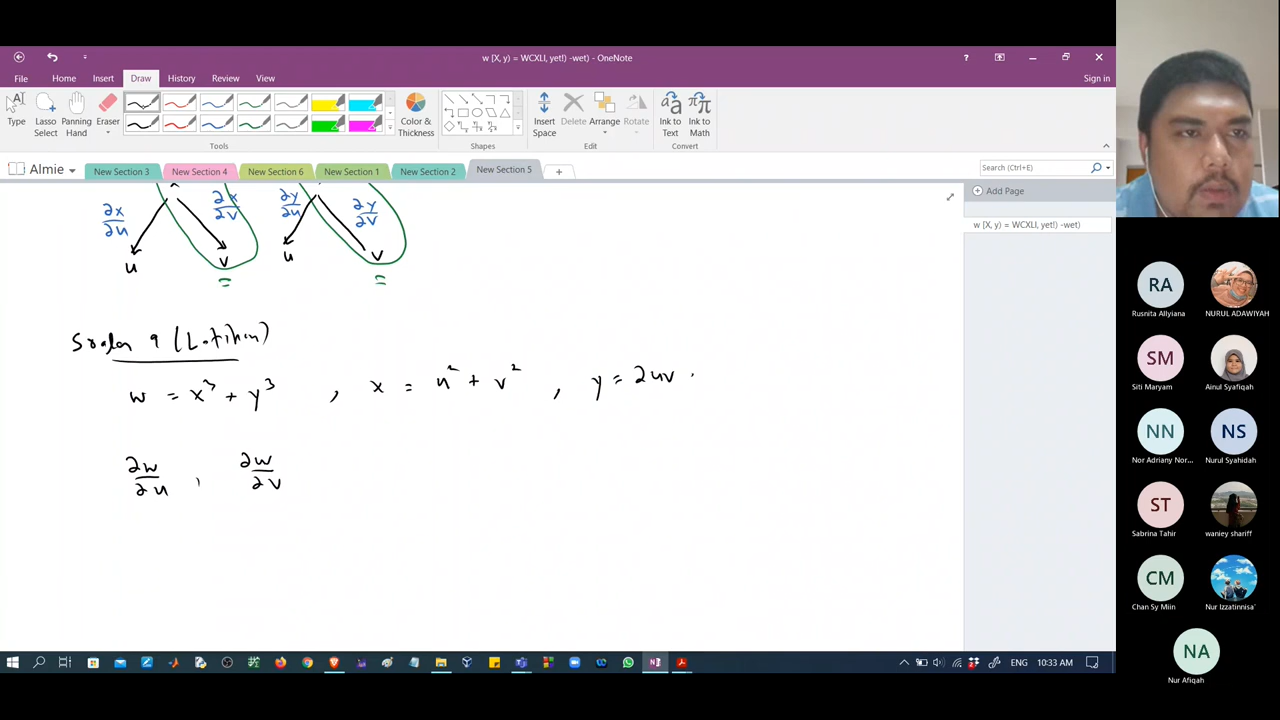 w [X, y) = WCXLI, yet!) -wet) - OneNote
File Home Insert Draw History Review View Sign in
Type Lasso Select Panning Hand Eraser Color & Thickness Insert Space Delete Arrange Rotate Ink to Text Ink to Math
Tools Shapes Edit Convert
Almie New Section 3 New Section 4 New Section 6 New Section 1 New Section 2 New Section 5 Search (Ctrl+E)
Add Page
w [X, y) = WCXLI, yet!) -wet)
∂x/∂u ∂x/∂v ∂y/∂u ∂y/∂v
u v u v
= =
Soalan 9 (Latihan)
w = x³ + y³ , x = u² + v² , y = 2uv .
∂w/∂u , ∂w/∂v
RA
Rusnita Allyiana NURUL ADAWIYAH
SM
Siti Maryam Ainul Syafiqah
NN NS
Nor Adriany Nor... Nurul Syahidah
ST
Sabrina Tahir waniey shariff
CM
Chan Sy Miin Nur Izzatinnisa'
NA
Nur Afiqah
ENG 10:33 AM